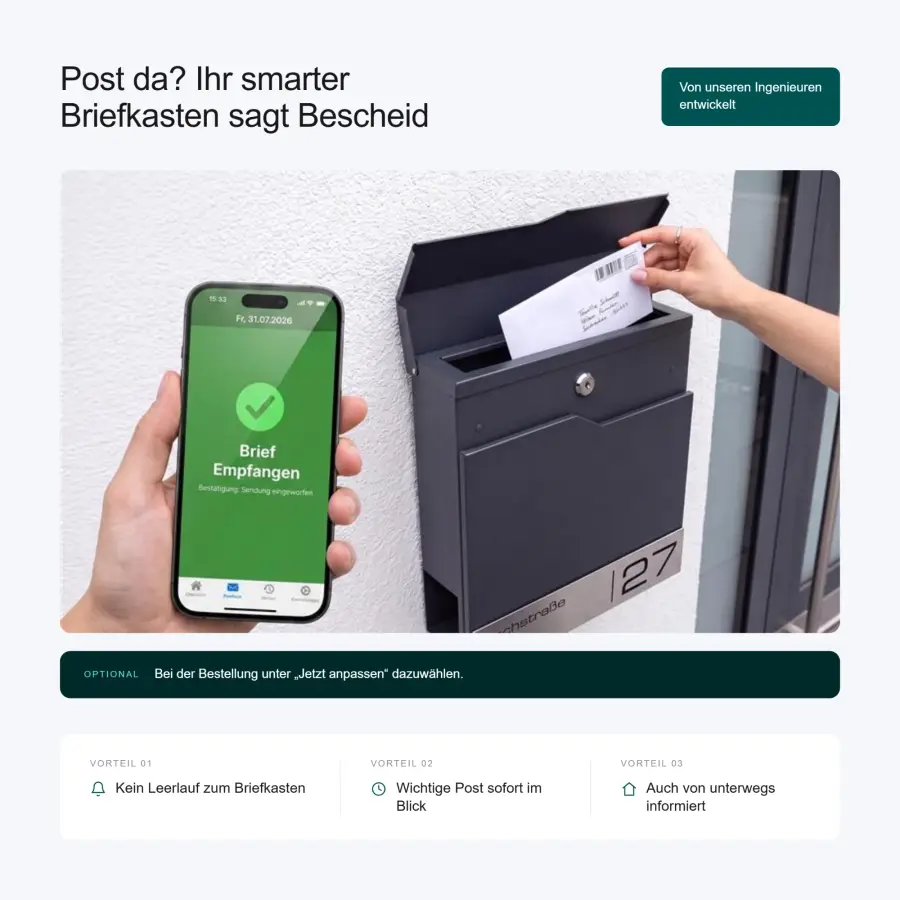 Post da? Ihr smarter
Briefkasten sagt Bescheid
Von unseren Ingenieuren
entwickelt
15:33
Fr, 31.07.2026
Brief
Empfangen
Bestätigung: Sendung eingeworfen
27
chstraße
OPTIONAL Bei der Bestellung unter „Jetzt anpassen“ dazuwählen.
VORTEIL 01
Kein Leerlauf zum Briefkasten
VORTEIL 02
Wichtige Post sofort im
Blick
VORTEIL 03
Auch von unterwegs
informiert